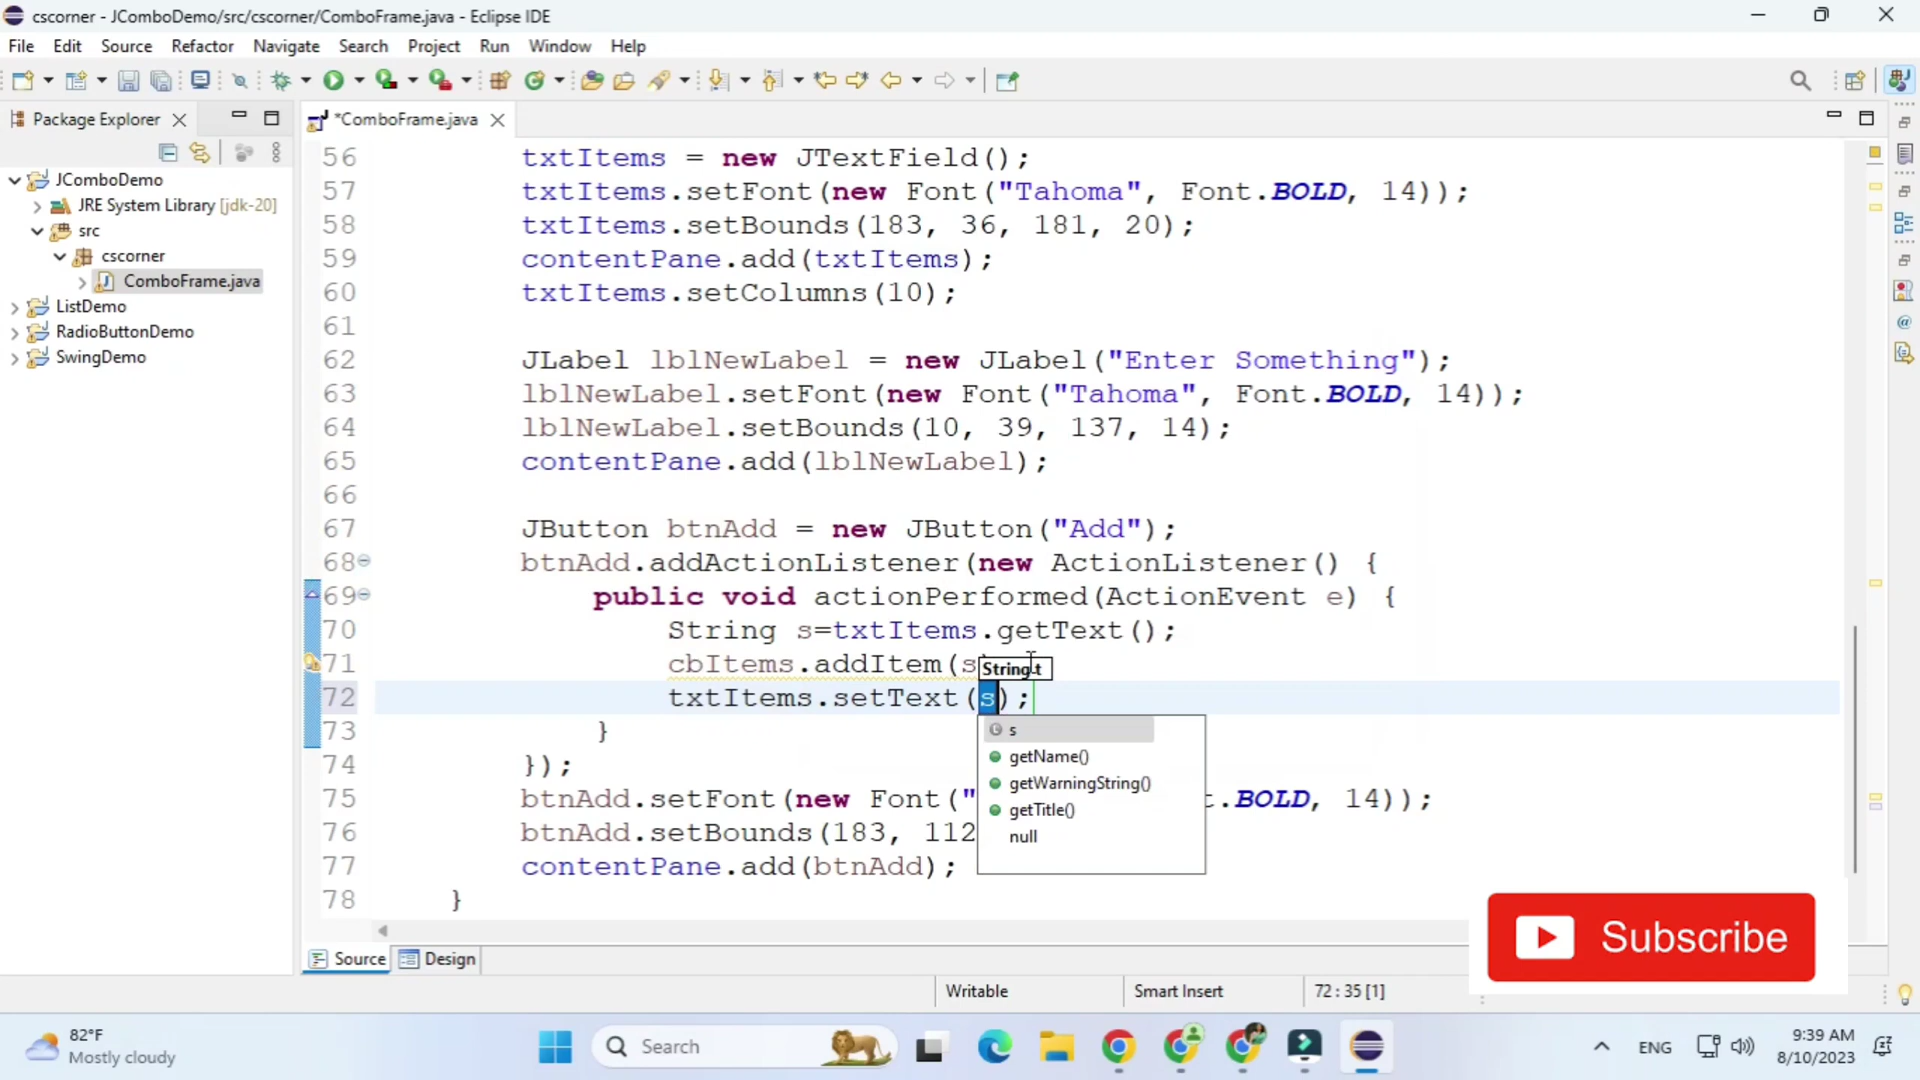 cscorner - JComboDemo/src/cscorner/ComboFrame.java - Eclipse IDE
File Edit Source Refactor Navigate Search Project Run Window Help
Package Explorer
*ComboFrame.java
JComboDemo
JRE System Library [jdk-20]
src
cscorner
ComboFrame.java
ListDemo
RadioButtonDemo
SwingDemo
56 txtItems = new JTextField();
57 txtItems.setFont(new Font("Tahoma", Font.BOLD, 14));
58 txtItems.setBounds(183, 36, 181, 20);
59 contentPane.add(txtItems);
60 txtItems.setColumns(10);
61
62 JLabel lblNewLabel = new JLabel("Enter Something");
63 lblNewLabel.setFont(new Font("Tahoma", Font.BOLD, 14));
64 lblNewLabel.setBounds(10, 39, 137, 14);
65 contentPane.add(lblNewLabel);
66
67 JButton btnAdd = new JButton("Add");
68 btnAdd.addActionListener(new ActionListener() {
69 public void actionPerformed(ActionEvent e) {
70 String s=txtItems.getText();
71 cbItems.addItem(s
String t
72 txtItems.setText(s);
73 }
74 });
75 btnAdd.setFont(new Font(" .BOLD, 14));
76 btnAdd.setBounds(183, 112
77 contentPane.add(btnAdd);
78 }
s
getName()
getWarningString()
getTitle()
null
Source Design
Subscribe
Writable Smart Insert 72 : 35 [1]
82°F
Mostly cloudy
Search
ENG
9:39 AM
8/10/2023